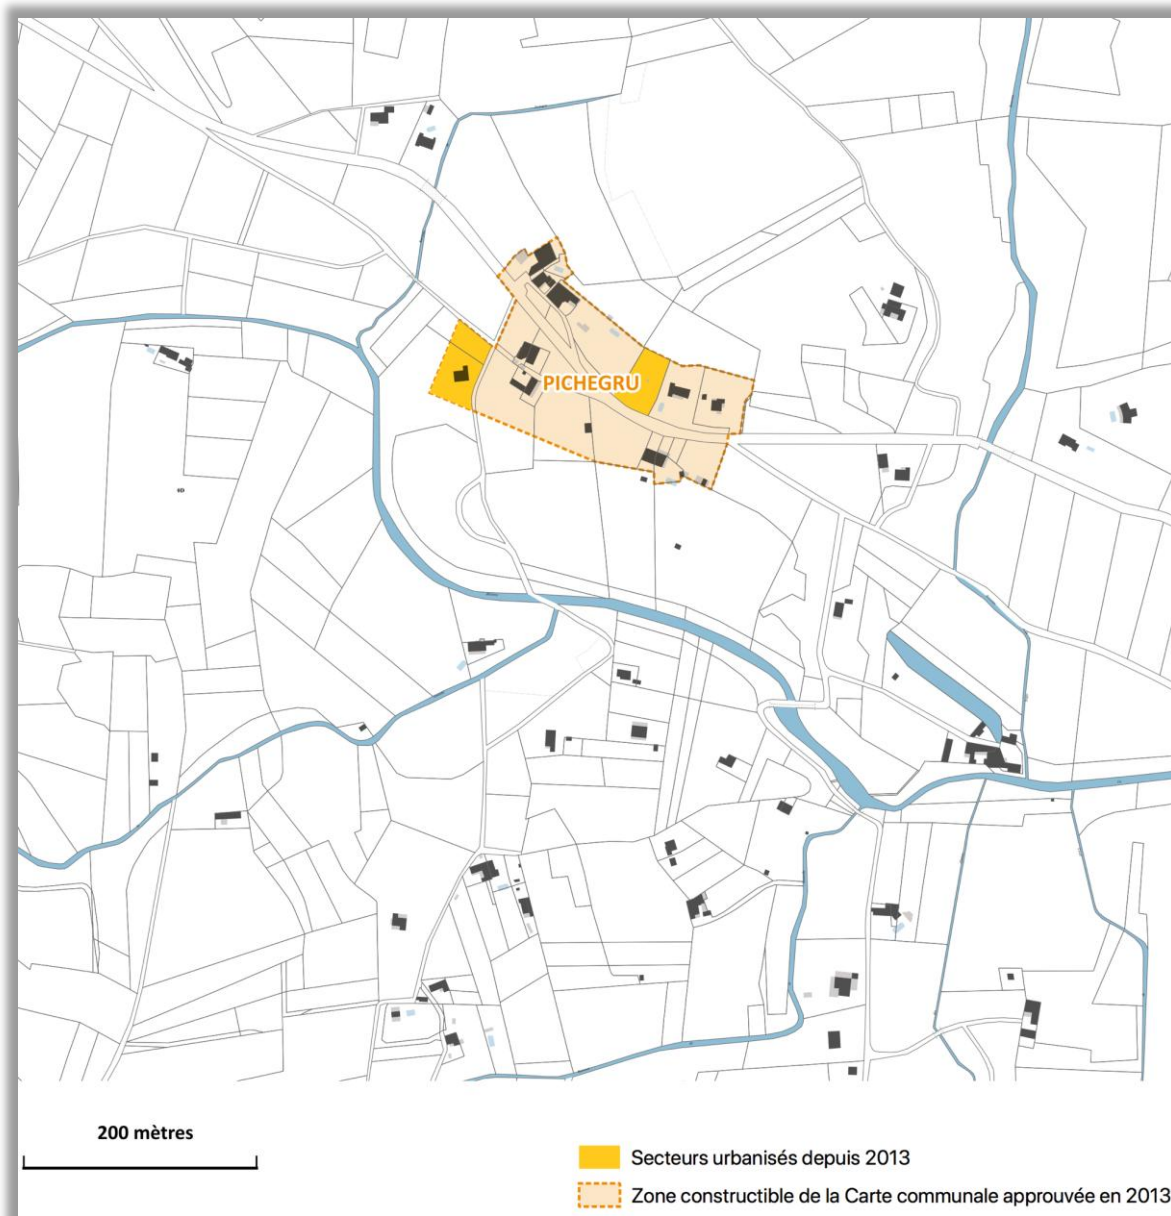 PICHEGRU
200 mètres
Secteurs urbanisés depuis 2013
Zone constructible de la Carte communale approuvée en 2013